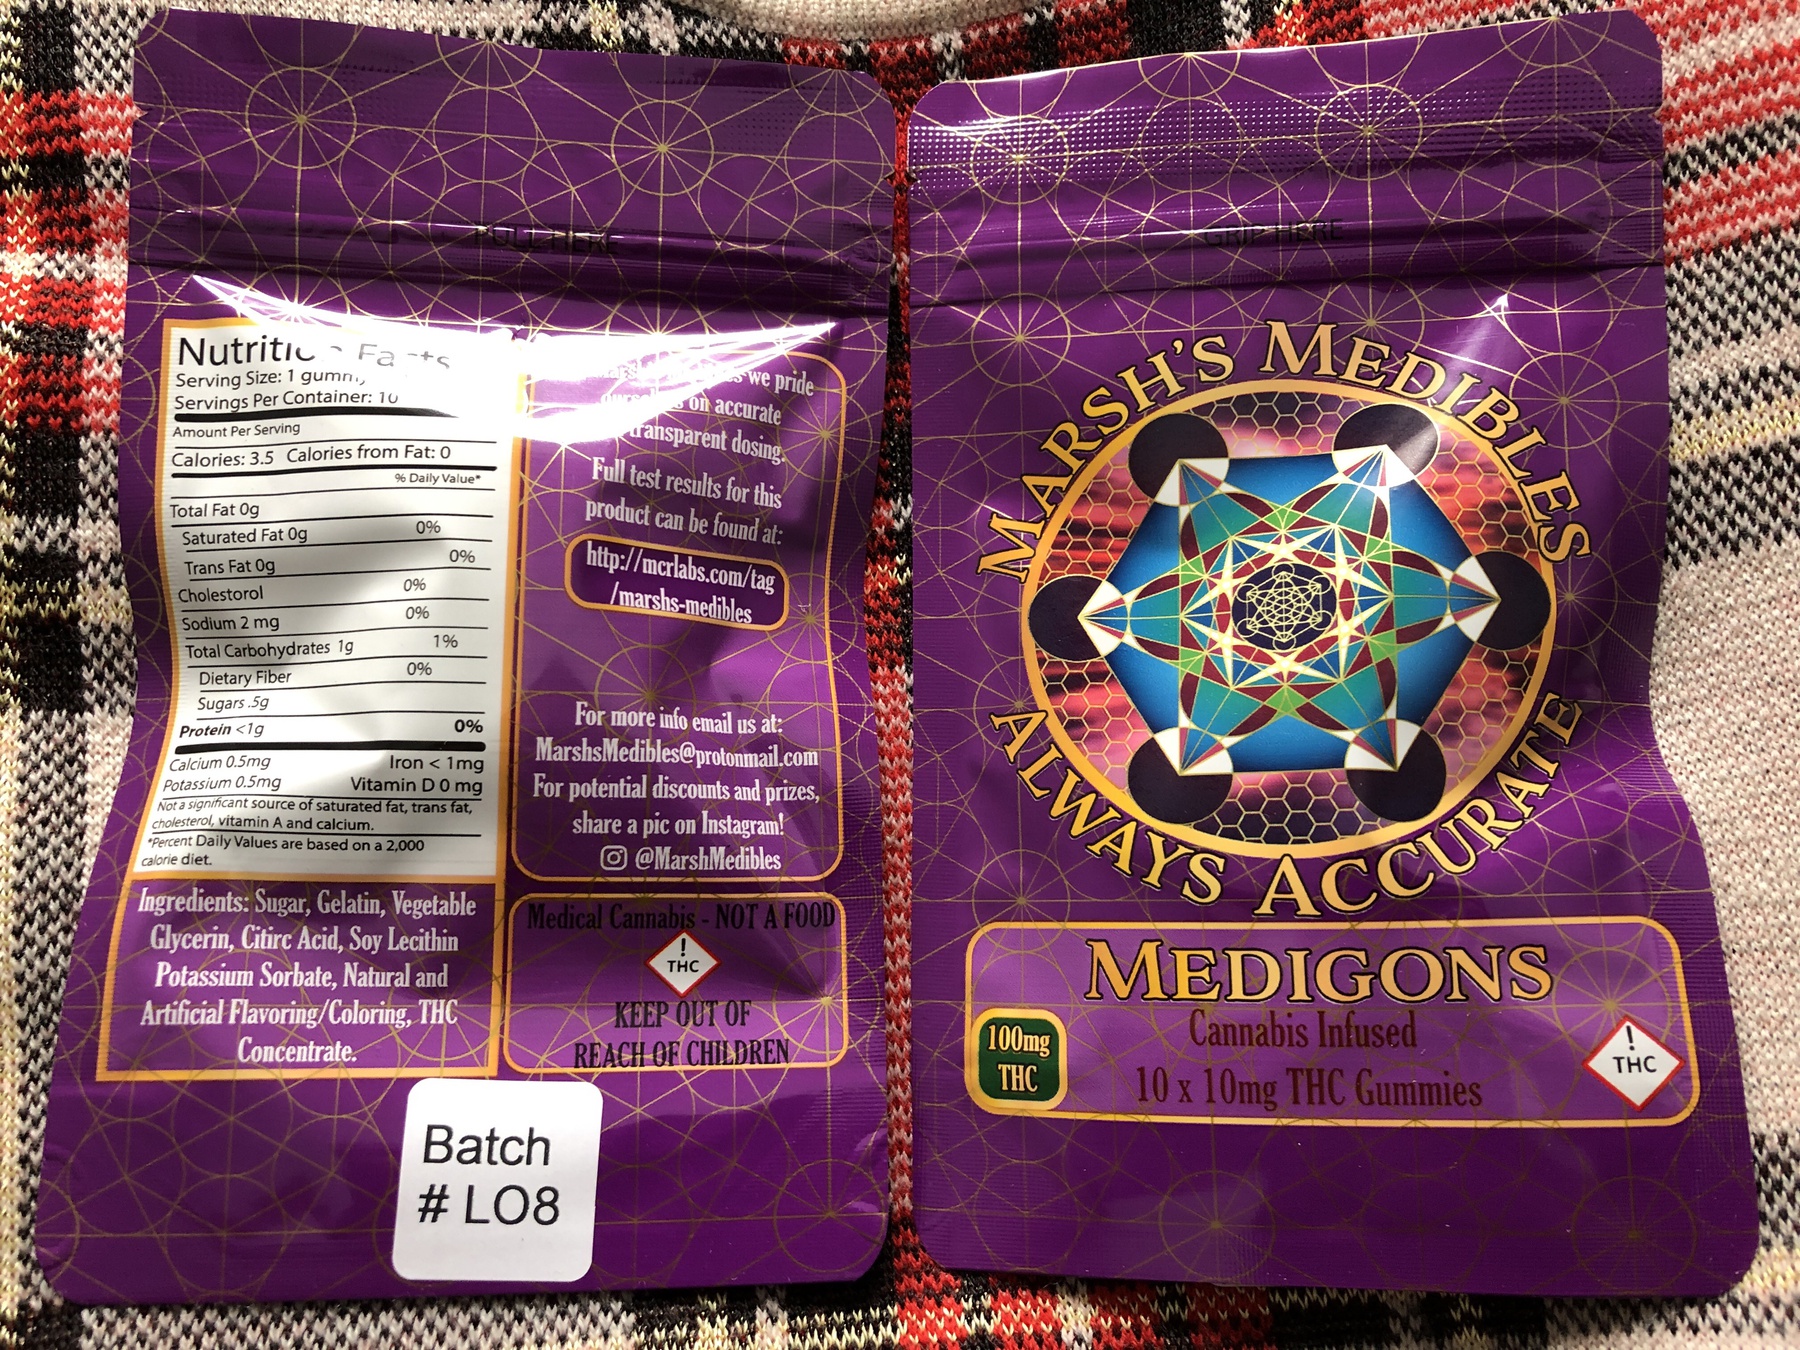 PULL HERE
Nutrition Facts
Serving Size: 1 gummy
Servings Per Container: 10
Amount Per Serving
Calories: 3.5 Calories from Fat: 0
% Daily Value*
Total Fat 0g
Saturated Fat 0g 0%
Trans Fat 0g 0%
Cholestorol 0%
Sodium 2 mg 0%
Total Carbohydrates 1g 1%
Dietary Fiber 0%
Sugars .5g
Protein <1g 0%
Calcium 0.5mg Iron < 1mg
Potassium 0.5mg Vitamin D 0 mg
Not a significant source of saturated fat, trans fat,
cholesterol, vitamin A and calcium.
*Percent Daily Values are based on a 2,000
calorie diet.
Ingredients: Sugar, Gelatin, Vegetable
Glycerin, Citirc Acid, Soy Lecithin
Potassium Sorbate, Natural and
Artificial Flavoring/Coloring, THC
Concentrate.
we pride
ourselves on accurate
transparent dosing.
Full test results for this
product can be found at:
http://mcrlabs.com/tag
/marshs-medibles
For more info email us at:
MarshsMedibles@protonmail.com
For potential discounts and prizes,
share a pic on Instagram!
@MarshMedibles
Medical Cannabis - NOT A FOOD
!
THC
KEEP OUT OF
REACH OF CHILDREN
Batch
# LO8
GRIP HERE
MARSH'S MEDIBLES
ALWAYS ACCURATE
MEDIGONS
Cannabis Infused
10 x 10mg THC Gummies
100mg
THC
!
THC